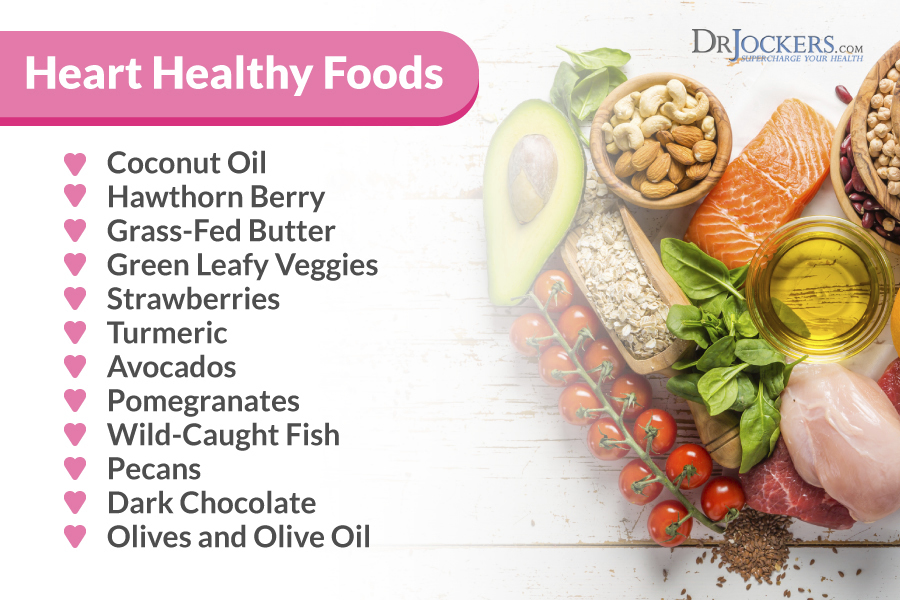 DRJOCKERS.COM
SUPERCHARGE YOUR HEALTH
Heart Healthy Foods
Coconut Oil
Hawthorn Berry
Grass-Fed Butter
Green Leafy Veggies
Strawberries
Turmeric
Avocados
Pomegranates
Wild-Caught Fish
Pecans
Dark Chocolate
Olives and Olive Oil